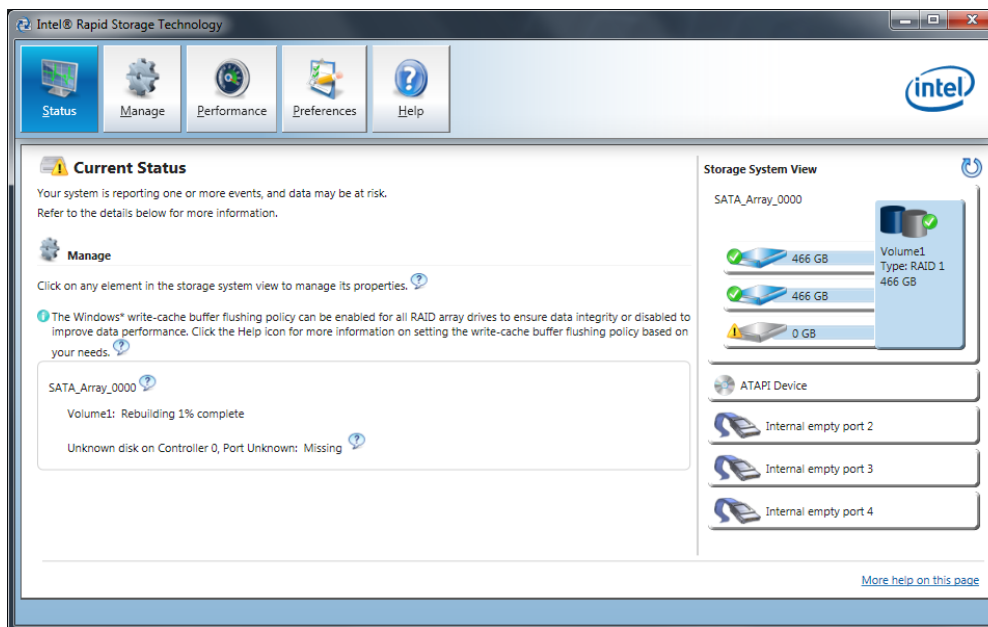 Intel® Rapid Storage Technology
Status
Manage
Performance
Preferences
Help
intel
Current Status
Your system is reporting one or more events, and data may be at risk.
Refer to the details below for more information.
Manage
Click on any element in the storage system view to manage its properties.
The Windows* write-cache buffer flushing policy can be enabled for all RAID array drives to ensure data integrity or disabled to
improve data performance. Click the Help icon for more information on setting the write-cache buffer flushing policy based on
your needs.
SATA_Array_0000
Volume1: Rebuilding 1% complete
Unknown disk on Controller 0, Port Unknown: Missing
Storage System View
SATA_Array_0000
466 GB
466 GB
0 GB
Volume1
Type: RAID 1
466 GB
ATAPI Device
Internal empty port 2
Internal empty port 3
Internal empty port 4
More help on this page